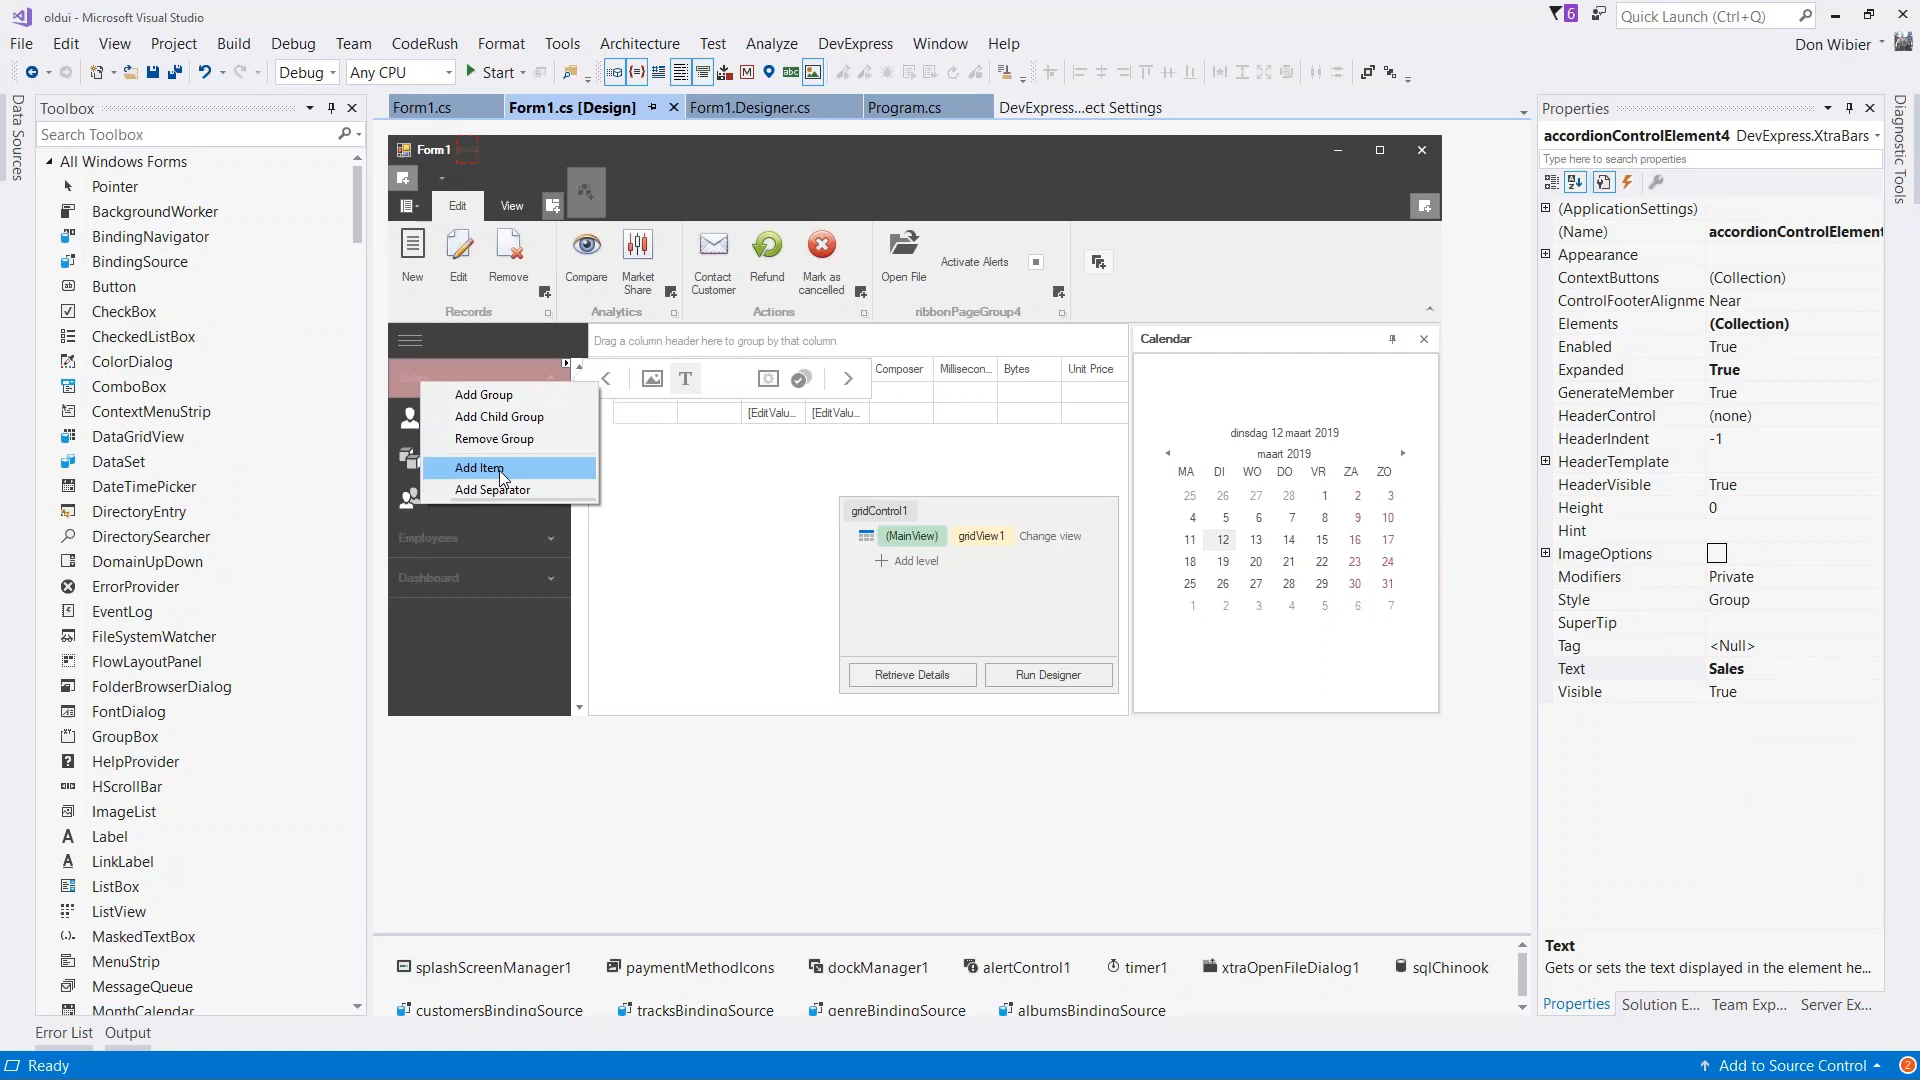 oldui - Microsoft Visual Studio
6
Quick Launch (Ctrl+Q)
File Edit View Project Build Debug Team CodeRush Format Tools Architecture Test Analyze DevExpress Window Help
Don Wibier
Debug Any CPU Start
Data Sources
Toolbox
Search Toolbox
All Windows Forms
Pointer
BackgroundWorker
BindingNavigator
BindingSource
Button
CheckBox
CheckedListBox
ColorDialog
ComboBox
ContextMenuStrip
DataGridView
DataSet
DateTimePicker
DirectoryEntry
DirectorySearcher
DomainUpDown
ErrorProvider
EventLog
FileSystemWatcher
FlowLayoutPanel
FolderBrowserDialog
FontDialog
GroupBox
HelpProvider
HScrollBar
ImageList
Label
LinkLabel
ListBox
ListView
MaskedTextBox
MenuStrip
MessageQueue
MonthCalendar
Form1.cs Form1.cs [Design] Form1.Designer.cs Program.cs DevExpress...ect Settings
Form1
Edit View
New Edit Remove Compare Market Share Contact Customer Refund Mark as cancelled Open File Activate Alerts
Records Analytics Actions ribbonPageGroup4
Drag a column header here to group by that column
Sales
T
Composer Millisecon... Bytes Unit Price
[EditValu... [EditValu...
Add Group
Add Child Group
Remove Group
Add Item
Add Separator
Employees
Dashboard
gridControl1
(MainView) gridView1 Change view
Add level
Retrieve Details Run Designer
Calendar
dinsdag 12 maart 2019
maart 2019
MA DI WO DO VR ZA ZO
25 26 27 28 1 2 3
4 5 6 7 8 9 10
11 12 13 14 15 16 17
18 19 20 21 22 23 24
25 26 27 28 29 30 31
1 2 3 4 5 6 7
splashScreenManager1 paymentMethodIcons dockManager1 alertControl1 timer1 xtraOpenFileDialog1 sqlChinook
customersBindingSource tracksBindingSource genreBindingSource albumsBindingSource
Properties
accordionControlElement4 DevExpress.XtraBars
Type here to search properties
(ApplicationSettings)
(Name) accordionControlElement
Appearance
ContextButtons (Collection)
ControlFooterAlignme Near
Elements (Collection)
Enabled True
Expanded True
GenerateMember True
HeaderControl (none)
HeaderIndent -1
HeaderTemplate
HeaderVisible True
Height 0
Hint
ImageOptions
Modifiers Private
Style Group
SuperTip
Tag <Null>
Text Sales
Visible True
Text
Gets or sets the text displayed in the element he...
Properties Solution E... Team Exp... Server Ex...
Diagnostic Tools
Error List Output
Ready
Add to Source Control
2